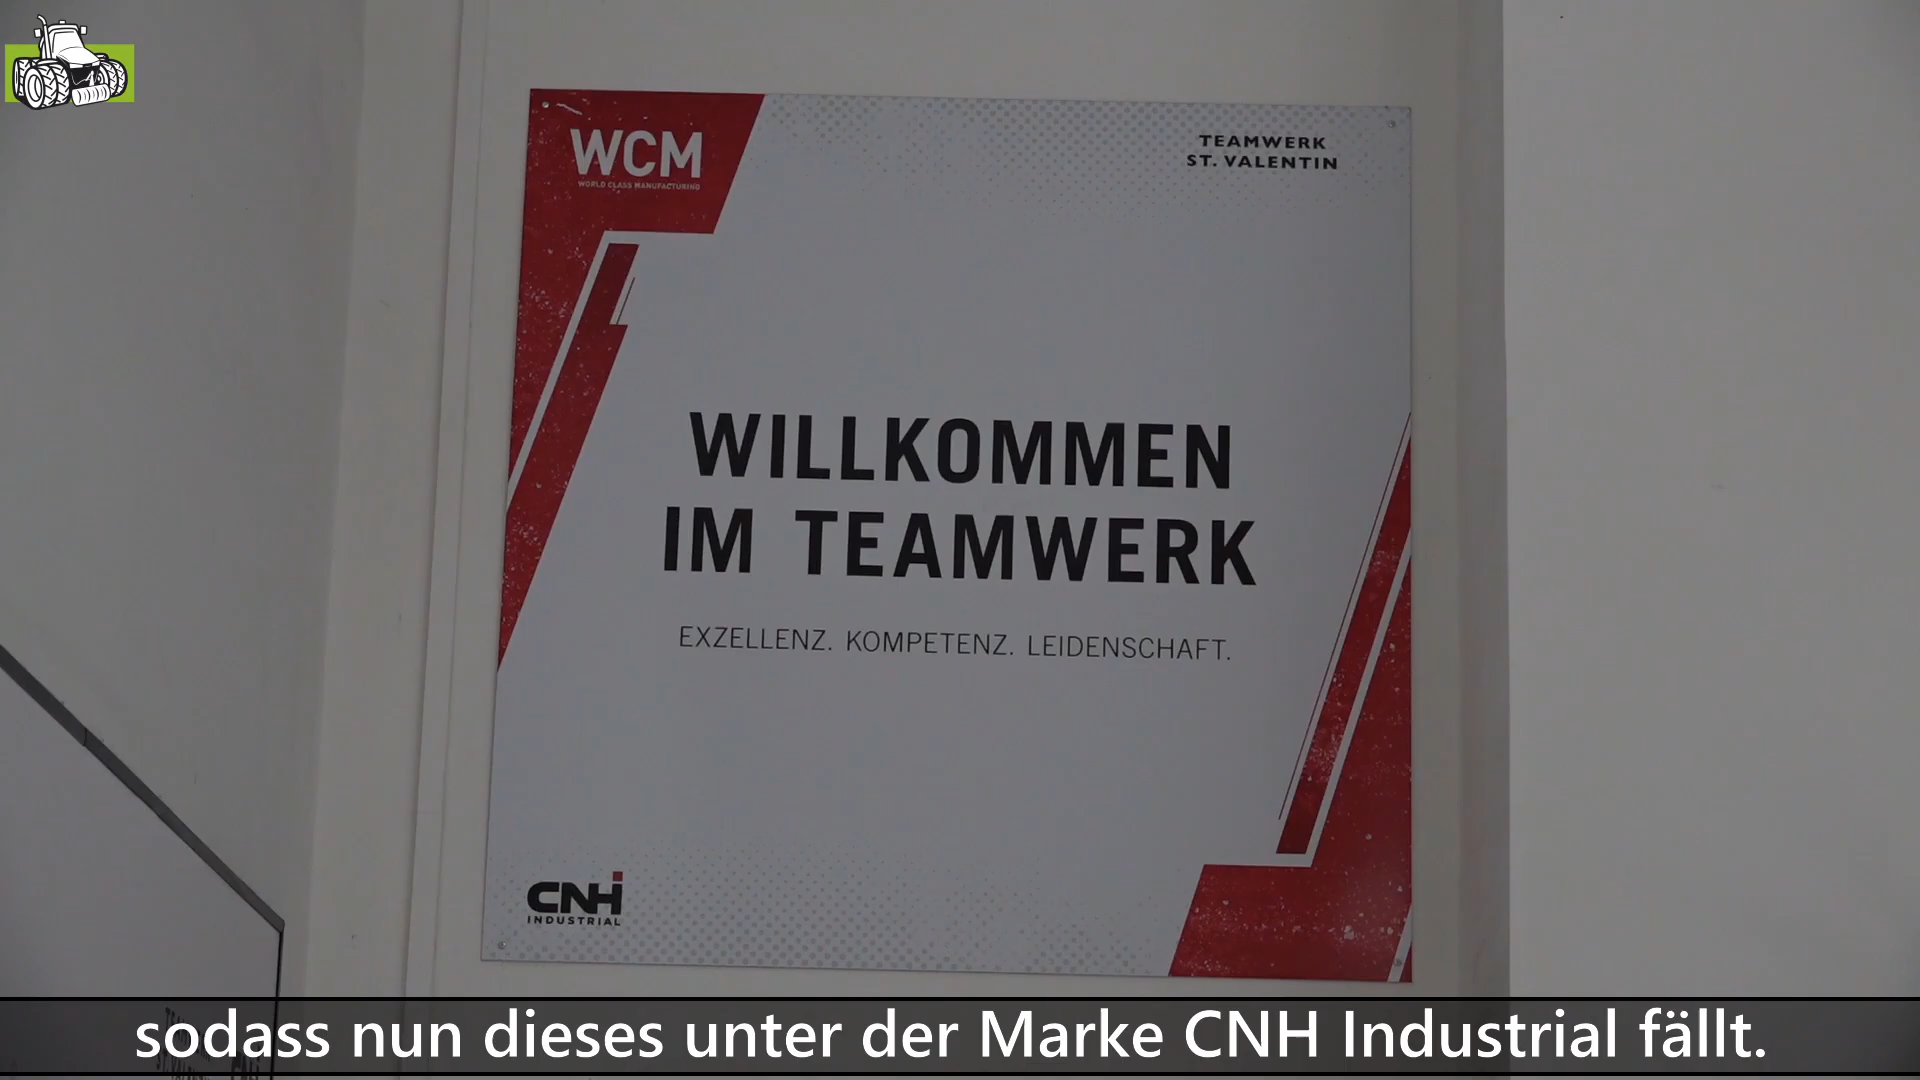 WCM
WORLD CLASS MANUFACTURING
TEAMWERK
ST. VALENTIN
WILLKOMMEN
IM TEAMWERK
EXZELLENZ. KOMPETENZ. LEIDENSCHAFT.
CNH
INDUSTRIAL
sodass nun dieses unter der Marke CNH Industrial fällt.